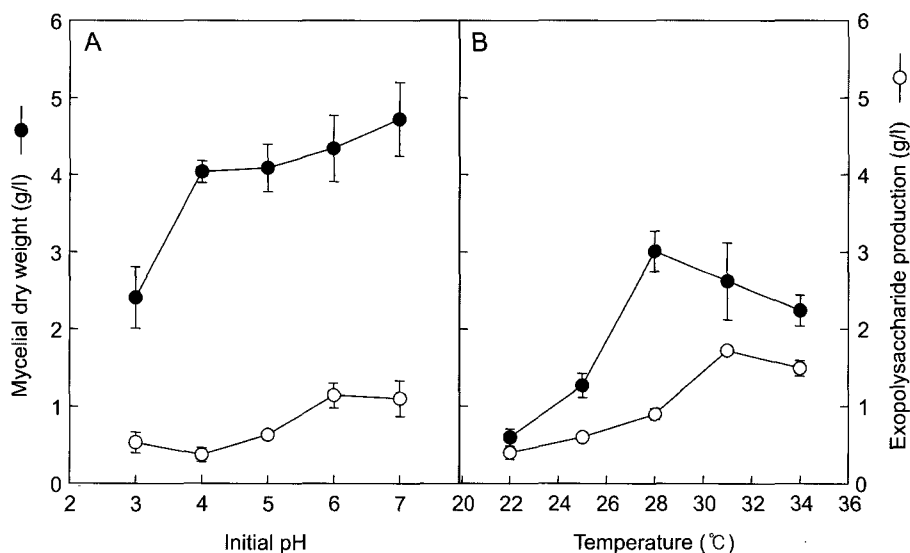 A
B
Mycelial dry weight (g/l)
6
5
4
3
2
1
0
6
5
4
3
2
1
0
Exopolysaccharide production (g/l)
2 3 4 5 6 7
20 22 24 26 28 30 32 34 36
Initial pH
Temperature (℃)